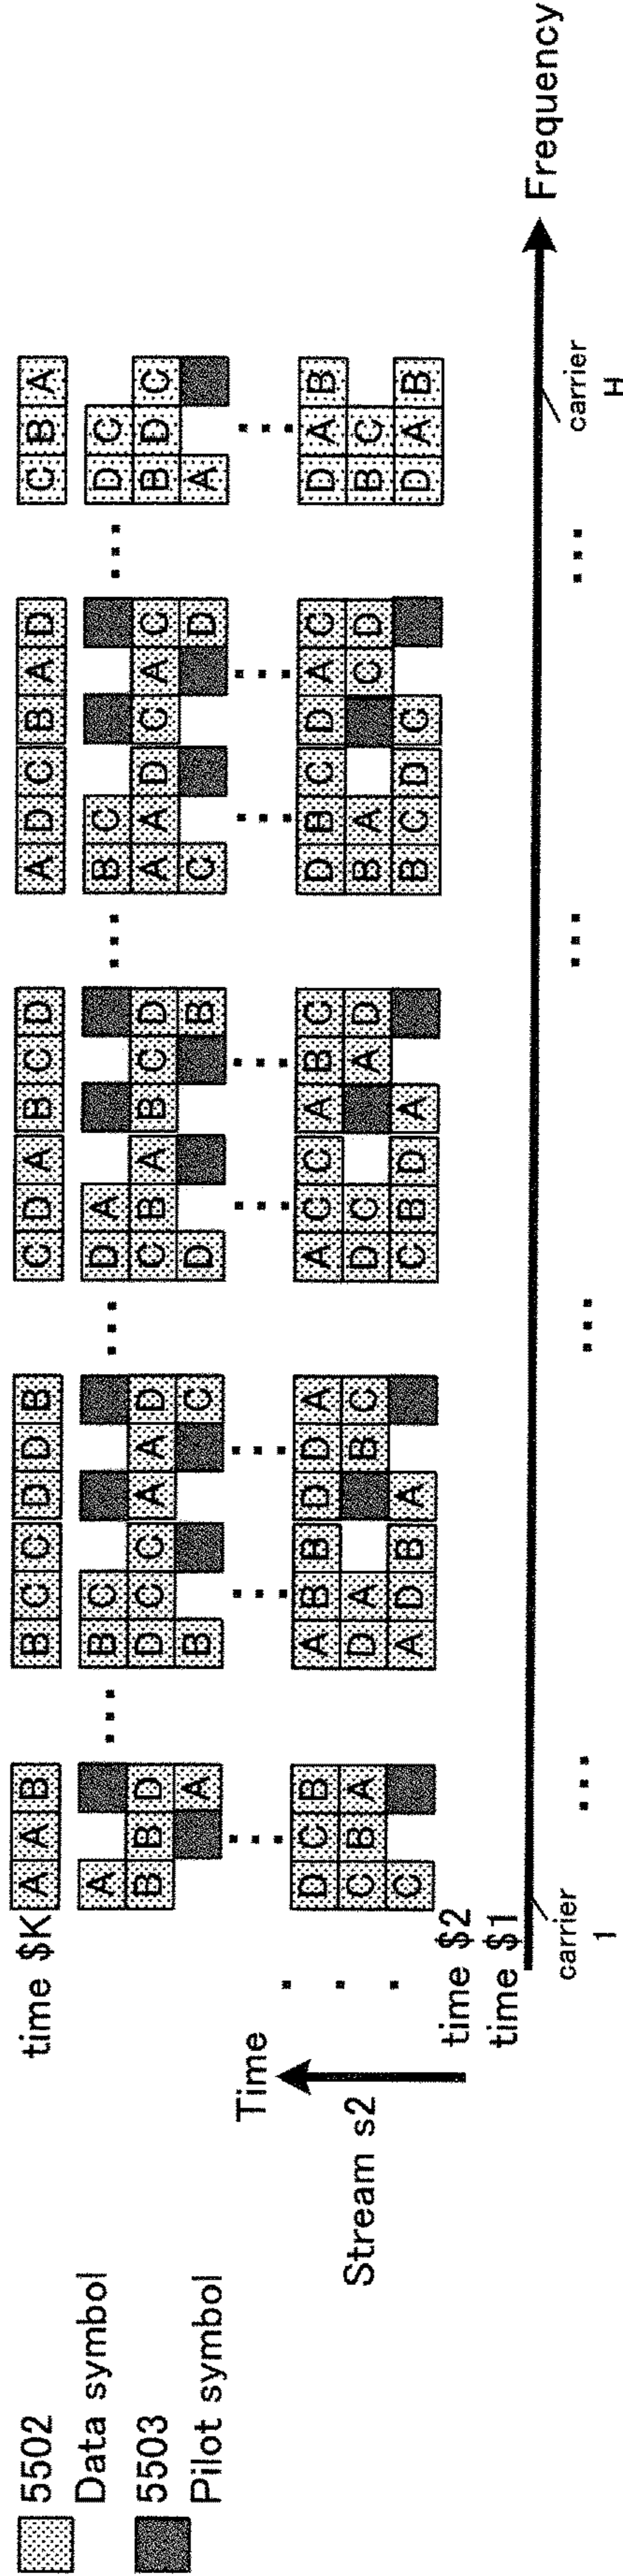 5502
Data symbol
5503
Pilot symbol
time $K
A A B B C C D D B C D A B C D A D C B A D C B A
A B C D A B C D C
B B D D C C A A D C B A B C D A A D C A C B D C
A B C D B C D A
Time
D C B A B B D D A A C C A B C D B C D A C D A B
Stream s2
C B A D A B C D C A D B A C D B C
C A D B A C B D A B C D C D A B
time $2
time $1
Frequency
carrier
1
carrier
H